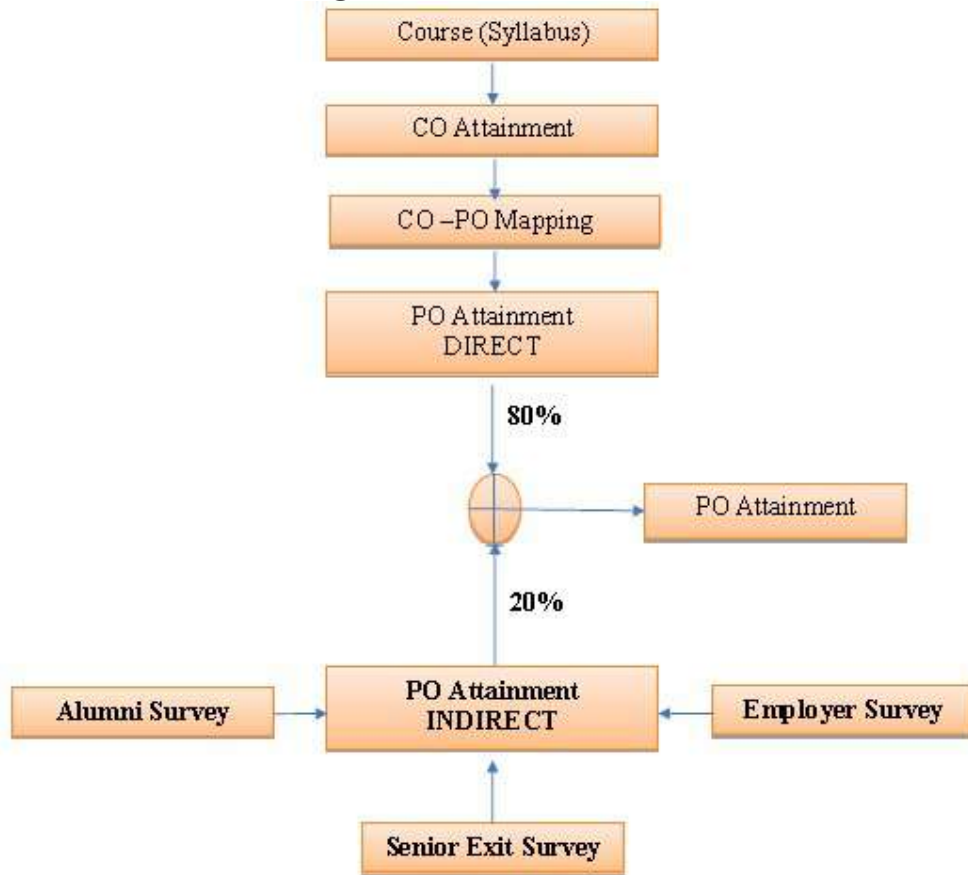 Course (Syllabus)
CO Attainment
CO –PO Mapping
PO Attainment
DIRECT
80%
PO Attainment
20%
PO Attainment
INDIRECT
Alumni Survey
Employer Survey
Senior Exit Survey